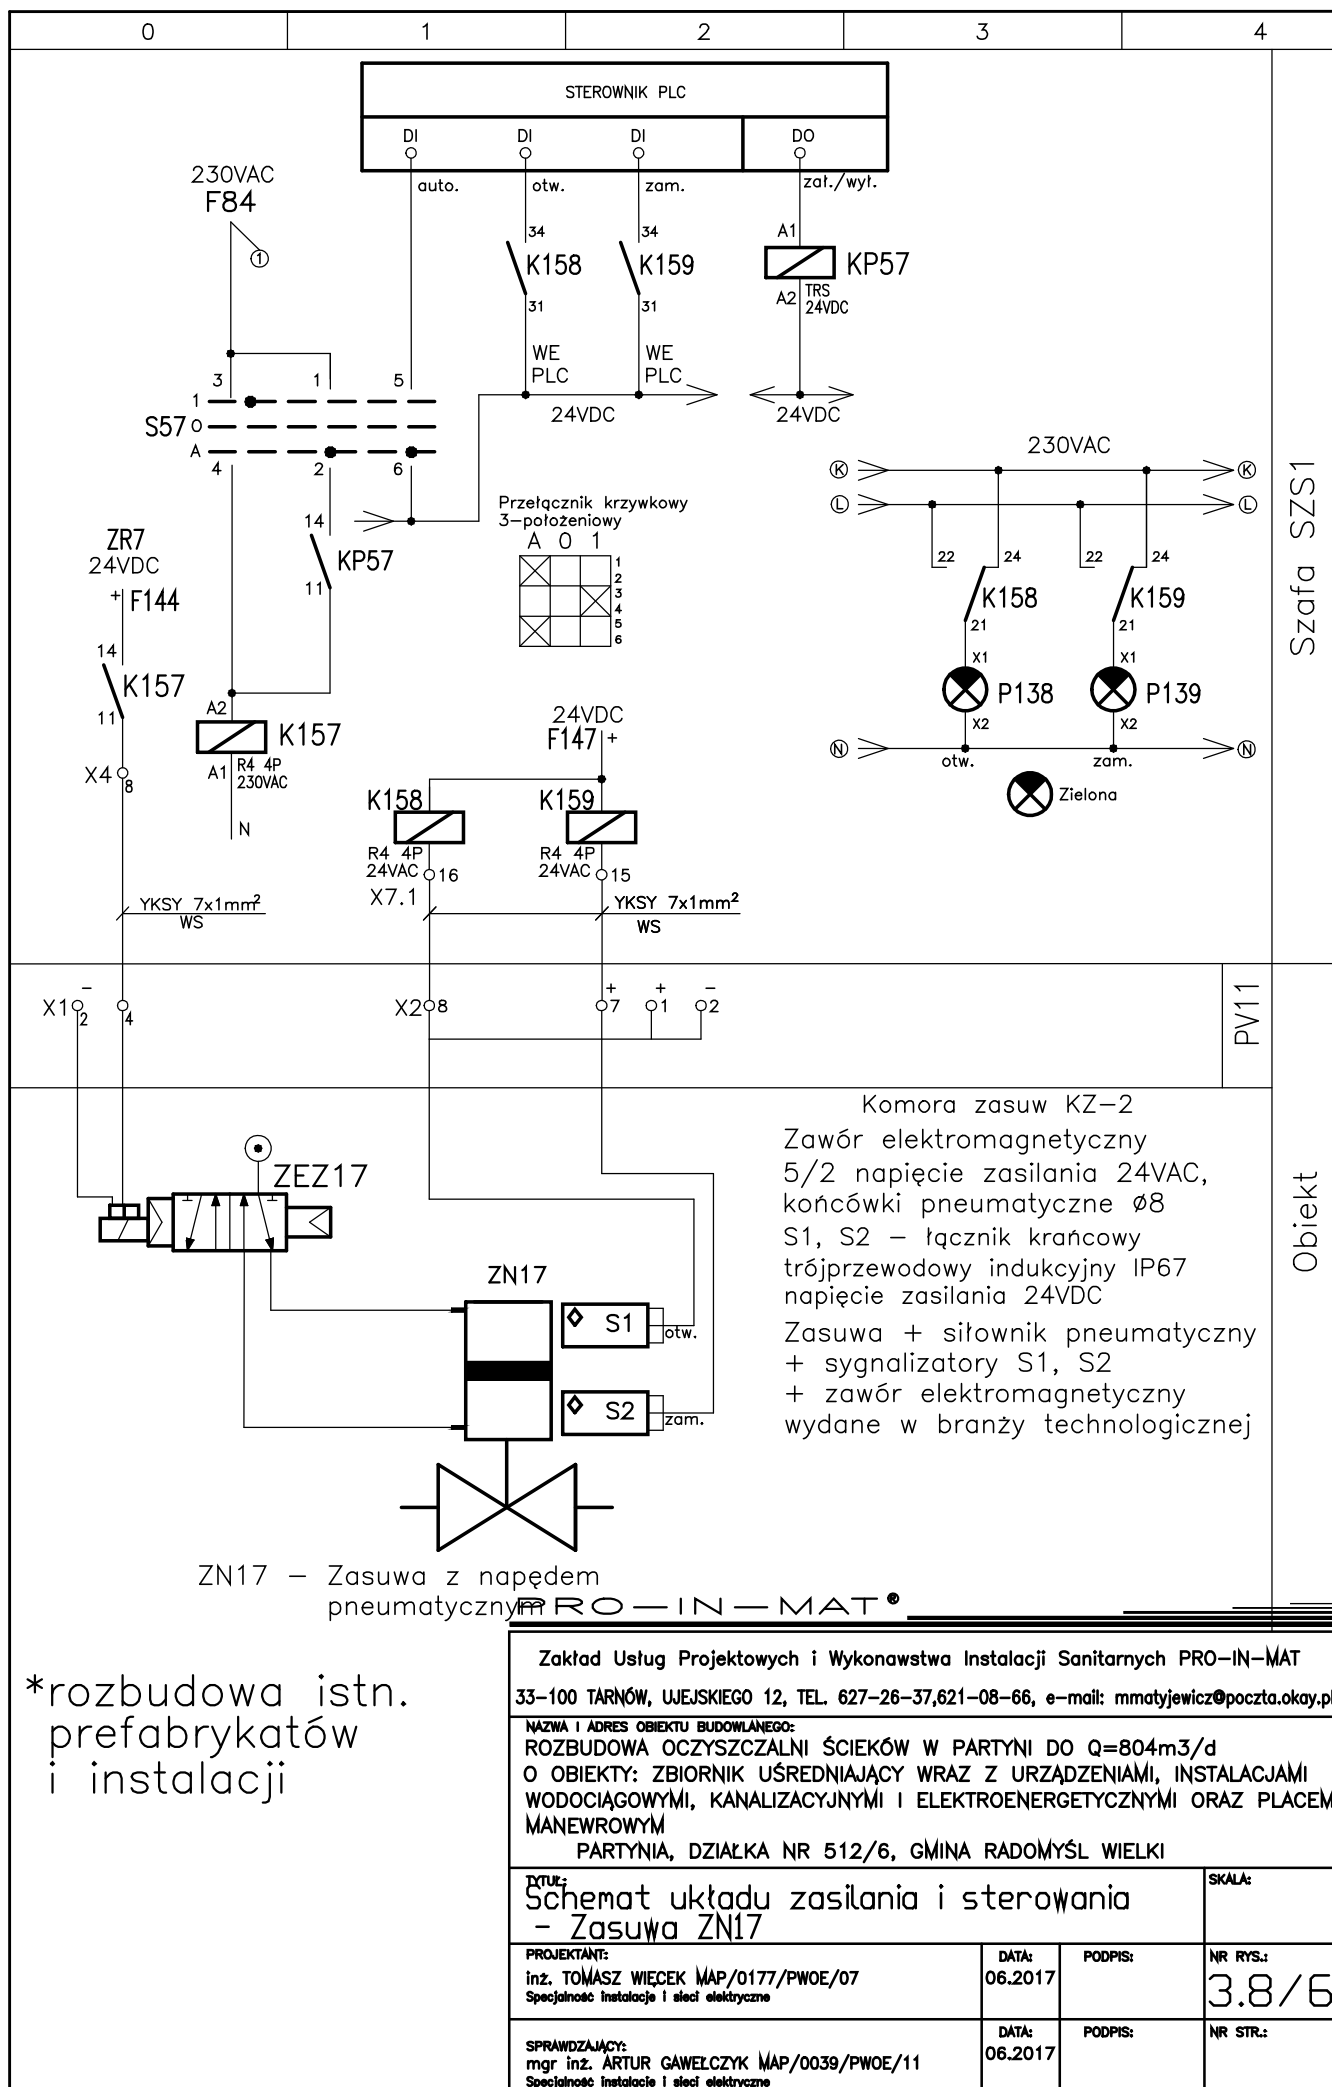 0 1 2 3 4
STEROWNIK PLC
DI DI DI DO
auto. otw. zam. zał./wył.
230VAC
F84
1
34 34 A1
K158 K159 KP57
31 31 A2 TRS
24VDC
WE WE
PLC PLC
24VDC 24VDC
3 1 5
1
S57 0
A
4 2 6
230VAC
K K
L L
Przełącznik krzywkowy
3-położeniowy
A 0 1
1
2
3
4
5
6
14
KP57
11
22 24 22 24
K158 K159
21 21
X1 X1
P138 P139
X2 X2
N N
otw. zam.
Zielona
Szafa SZS1
ZR7
24VDC
+ F144
14
K157
11
A2
K157
A1 R4 4P
230VAC
N
X4 8
24VDC
F147 +
K158 K159
R4 4P R4 4P
24VAC 16 24VAC 15
X7.1
YKSY 7x1mm² YKSY 7x1mm²
WS WS
- + + -
X1 2 4 X2 8 7 1 2
PV11
Komora zasuw KZ-2
Zawór elektromagnetyczny
5/2 napięcie zasilania 24VAC,
końcówki pneumatyczne ø8
S1, S2 - łącznik krańcowy
trójprzewodowy indukcyjny IP67
napięcie zasilania 24VDC
Zasuwa + siłownik pneumatyczny
+ sygnalizatory S1, S2
+ zawór elektromagnetyczny
wydane w branży technologicznej
Obiekt
ZEZ17
ZN17
S1
otw.
S2
zam.
ZN17 - Zasuwa z napędem
pneumatycznym
PRO-IN-MAT®
*rozbudowa istn.
prefabrykatów
i instalacji
Zakład Usług Projektowych i Wykonawstwa Instalacji Sanitarnych PRO-IN-MAT
33-100 TARNÓW, UJEJSKIEGO 12, TEL. 627-26-37,621-08-66, e-mail: mmatyjewicz@poczta.okay.pl
NAZWA I ADRES OBIEKTU BUDOWLANEGO:
ROZBUDOWA OCZYSZCZALNI ŚCIEKÓW W PARTYNI DO Q=804m3/d
O OBIEKTY: ZBIORNIK UŚREDNIAJĄCY WRAZ Z URZĄDZENIAMI, INSTALACJAMI
WODOCIĄGOWYMI, KANALIZACYJNYMI I ELEKTROENERGETYCZNYMI ORAZ PLACEM
MANEWROWYM
PARTYNIA, DZIAŁKA NR 512/6, GMINA RADOMYŚL WIELKI
TYTUŁ:
Schemat układu zasilania i sterowania
- Zasuwa ZN17
SKALA:
PROJEKTANT:
inż. TOMASZ WIĘCEK MAP/0177/PWOE/07
Specjalność instalacje i sieci elektryczne
DATA:
06.2017
PODPIS:
NR RYS.:
3.8/6
SPRAWDZAJĄCY:
mgr inż. ARTUR GAWEŁCZYK MAP/0039/PWOE/11
Specjalność instalacje i sieci elektryczne
DATA:
06.2017
PODPIS:
NR STR.: